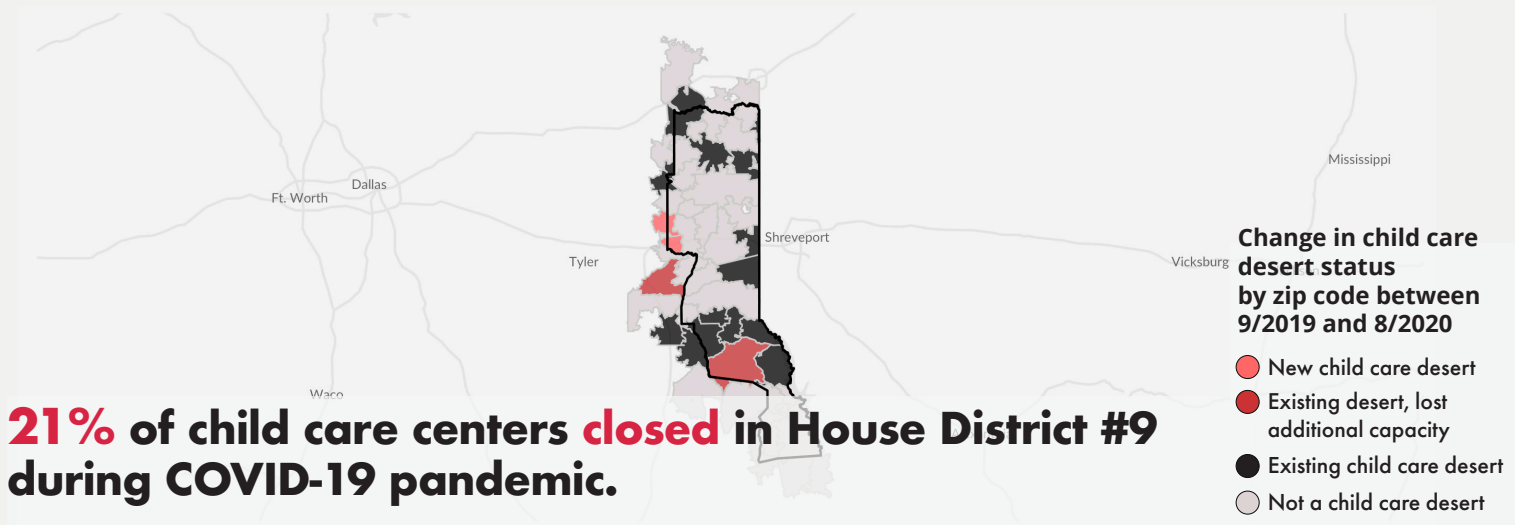 Mississippi
Dallas
Ft. Worth
Shreveport
Tyler
Vicksburg
Waco
Change in child care
desert status
by zip code between
9/2019 and 8/2020
New child care desert
Existing desert, lost
additional capacity
Existing child care desert
Not a child care desert
21% of child care centers closed in House District #9
during COVID-19 pandemic.